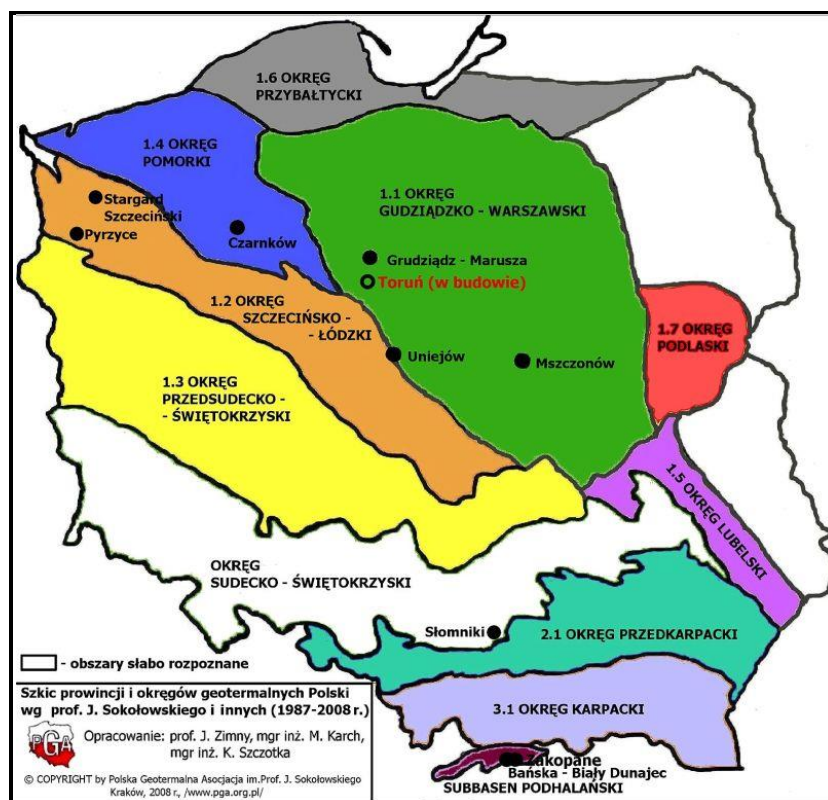 1.6 OKRĘG
PRZYBAŁTYCKI
1.4 OKRĘG
POMORKI
1.1 OKRĘG
GUDZIĄDZKO - WARSZAWSKI
Stargard
Szczeciński
Pyrzyce
Czarnków
Grudziądz - Marusza
Toruń (w budowie)
1.2 OKRĘG
SZCZECIŃSKO -
- ŁÓDZKI
1.7 OKRĘG
PODLASKI
Uniejów
Mszczonów
1.3 OKRĘG
PRZEDSUDECKO -
- ŚWIĘTOKRZYSKI
1.5 OKRĘG LUBELSKI
OKRĘG
SUDECKO - ŚWIĘTOKRZYSKI
Słomniki
2.1 OKRĘG PRZEDKARPACKI
- obszary słabo rozpoznane
3.1 OKRĘG KARPACKI
Szkic prowincji i okręgów geotermalnych Polski
wg prof. J. Sokołowskiego i innych (1987-2008 r.)
PGA
Opracowanie: prof. J. Zimny, mgr inż. M. Karch,
mgr inż. K. Szczotka
© COPYRIGHT by Polska Geotermalna Asocjacja im.Prof. J. Sokołowskiego
Kraków, 2008 r., /www.pga.org.pl/
Zakopane
Bańska - Biały Dunajec
SUBBASEN PODHALAŃSKI